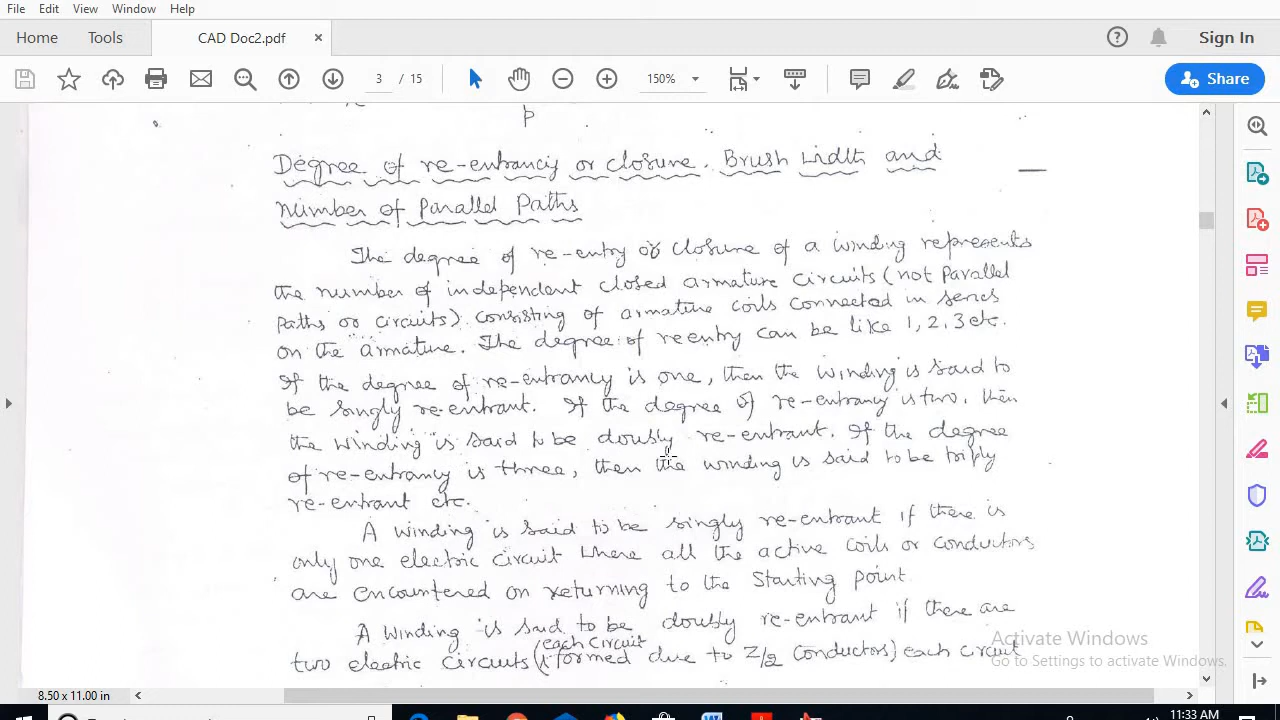 File Edit View Window Help
Home Tools CAD Doc2.pdf × Sign In
3 / 15 150% Share
p
Degree of re-entrancy or closure. Brush width and
Number of Parallel Paths
The degree of re-entry or closure of a winding represents
the number of independent closed armature circuits (not parallel
paths or circuits) consisting of armature coils connected in series
on the armature. The degree of reentry can be like 1, 2, 3 etc.
If the degree of re-entrancy is one, then the winding is said to
be singly re-entrant. If the degree of re-entrancy is two, then
the winding is said to be doubly re-entrant. If the degree
of re-entrancy is three, then the winding is said to be triply
re-entrant etc.
A winding is said to be singly re-entrant if there is
only one electric circuit where all the active coils or conductors
are encountered on returning to the starting point
A winding is said to be doubly re-entrant if there are
each circuit
two electric circuits ( formed due to Z/2 conductors) each circuit
Activate Windows
Go to Settings to activate Windows.
8.50 x 11.00 in
11:33 AM